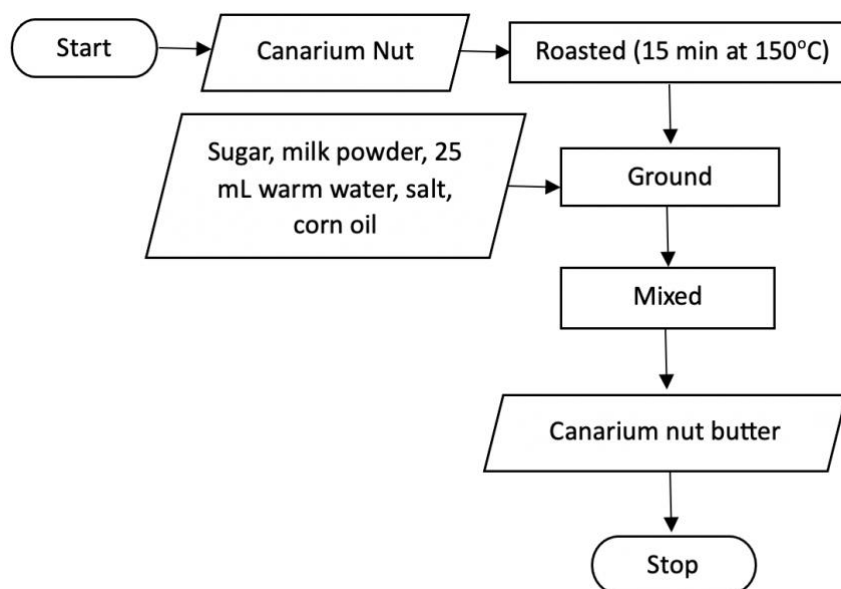 Start
Canarium Nut
Roasted (15 min at 150°C)
Sugar, milk powder, 25
mL warm water, salt,
corn oil
Ground
Mixed
Canarium nut butter
Stop